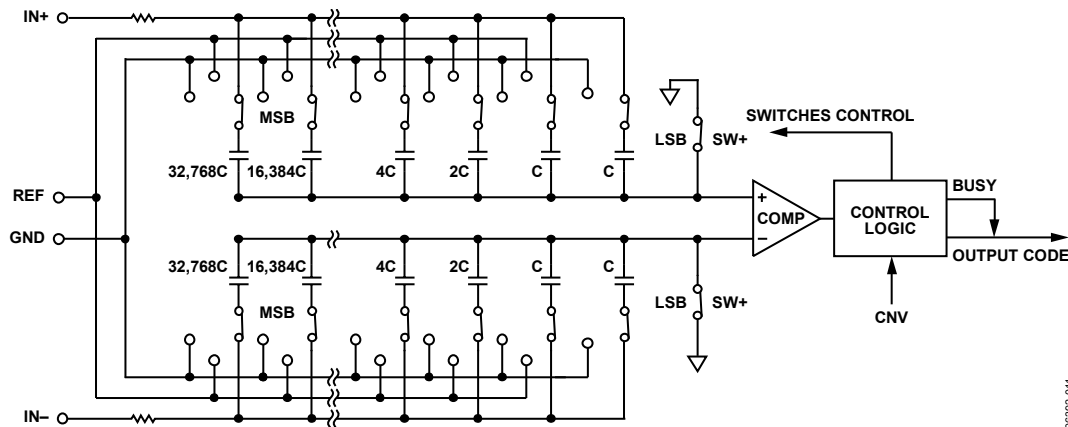 IN+
MSB
LSB
SW+
SWITCHES CONTROL
32,768C
16,384C
4C
2C
C
C
REF
GND
COMP
+
−
CONTROL
LOGIC
BUSY
OUTPUT CODE
CNV
32,768C
16,384C
4C
2C
C
C
MSB
LSB
SW+
IN−